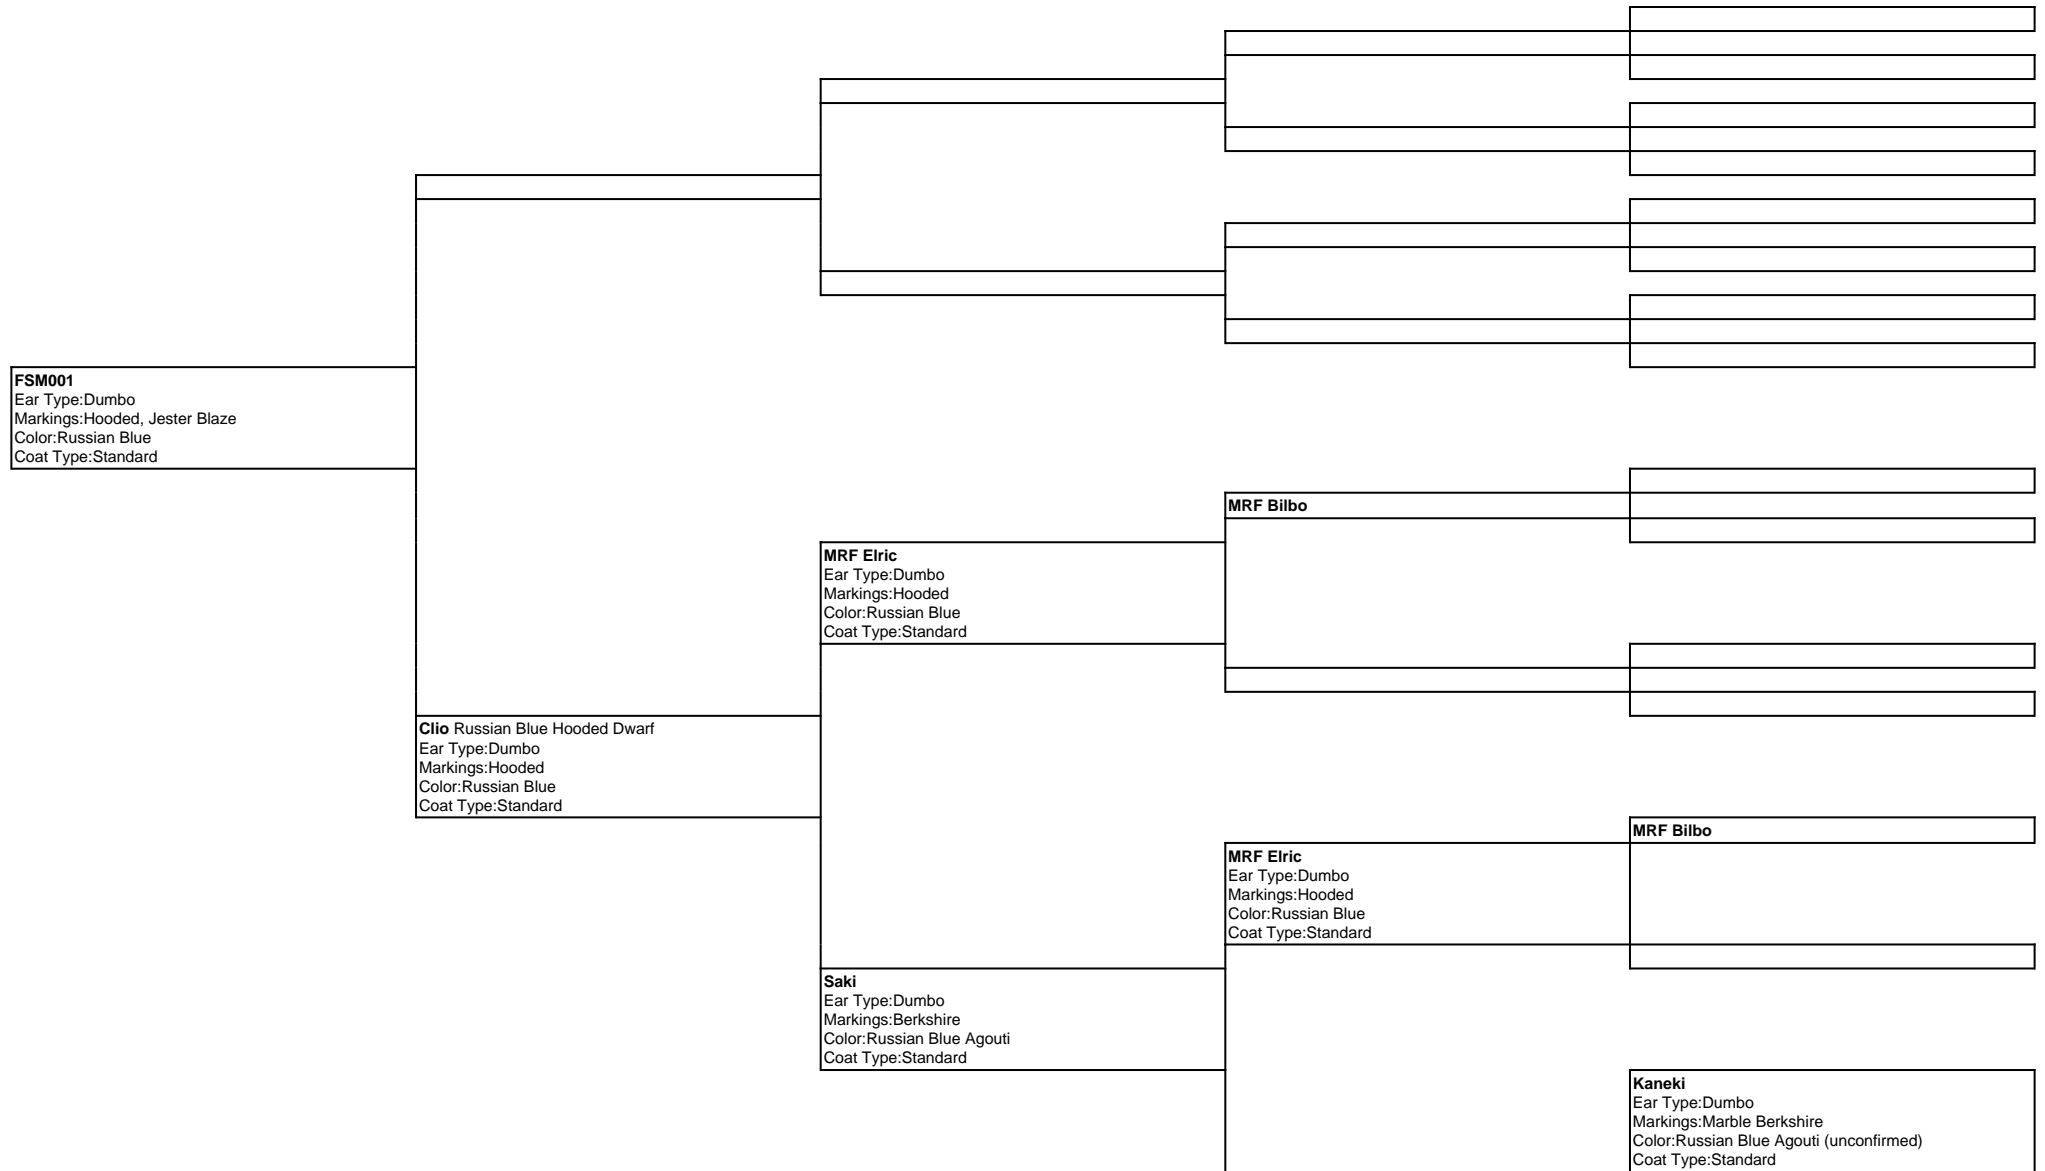 FSM001
Ear Type:Dumbo
Markings:Hooded, Jester Blaze
Color:Russian Blue
Coat Type:Standard
Clio Russian Blue Hooded Dwarf
Ear Type:Dumbo
Markings:Hooded
Color:Russian Blue
Coat Type:Standard
MRF Elric
Ear Type:Dumbo
Markings:Hooded
Color:Russian Blue
Coat Type:Standard
Saki
Ear Type:Dumbo
Markings:Berkshire
Color:Russian Blue Agouti
Coat Type:Standard
MRF Bilbo
MRF Elric
Ear Type:Dumbo
Markings:Hooded
Color:Russian Blue
Coat Type:Standard
MRF Bilbo
Kaneki
Ear Type:Dumbo
Markings:Marble Berkshire
Color:Russian Blue Agouti (unconfirmed)
Coat Type:Standard